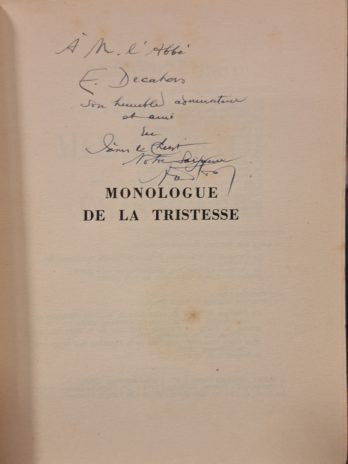 À M. l'Abbé
E. Decahors
son humble admirateur
et ami
en
Jésus le Christ
Notre Seigneur
MONOLOGUE
DE LA TRISTESSE